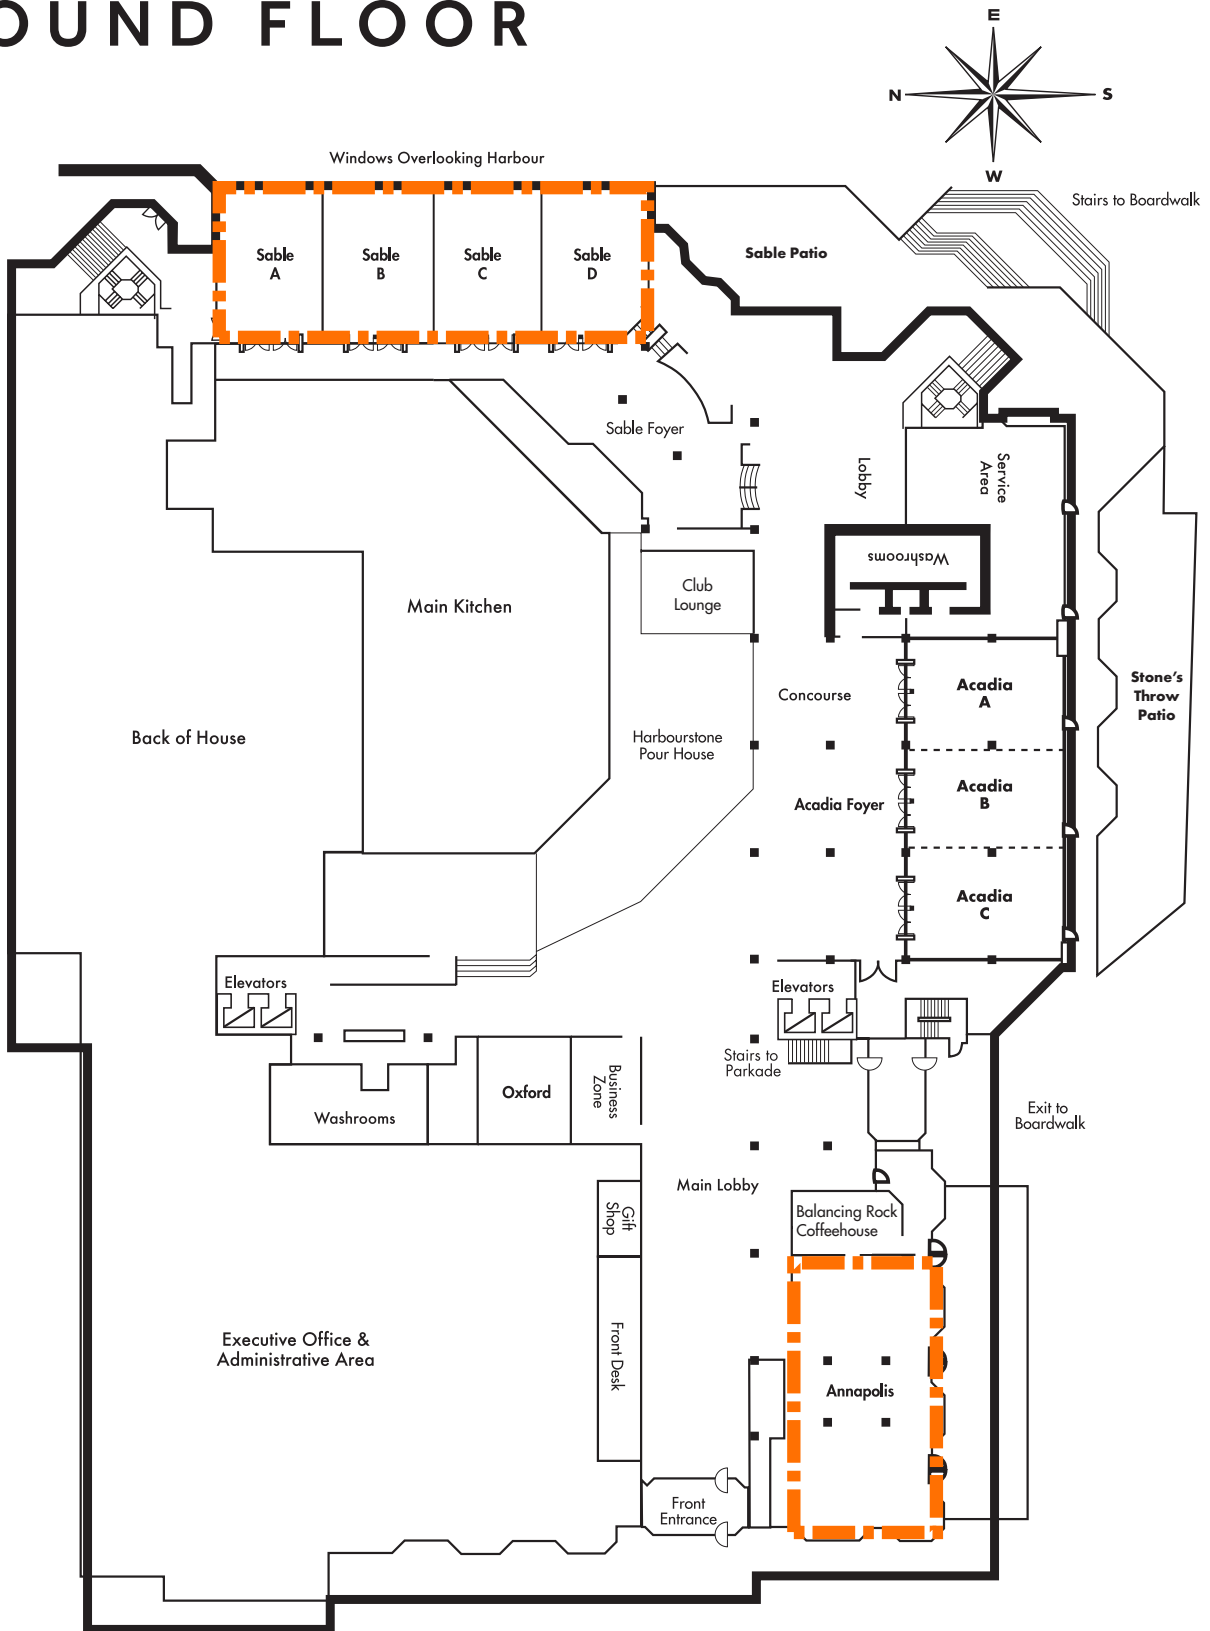 OUND FLOOR
E
N
S
W
Windows Overlooking Harbour
Stairs to Boardwalk
Sable
A
Sable
B
Sable
C
Sable
D
Sable Patio
Sable Foyer
Lobby
Service
Area
Washrooms
Club
Lounge
Main Kitchen
Concourse
Acadia
A
Stone's
Throw
Patio
Back of House
Harbourstone
Pour House
Acadia Foyer
Acadia
B
Acadia
C
Elevators
Elevators
Stairs to
Parkade
Oxford
Business
Zone
Washrooms
Exit to
Boardwalk
Main Lobby
Gift
Shop
Balancing Rock
Coffeehouse
Executive Office &
Administrative Area
Front Desk
Annapolis
Front
Entrance